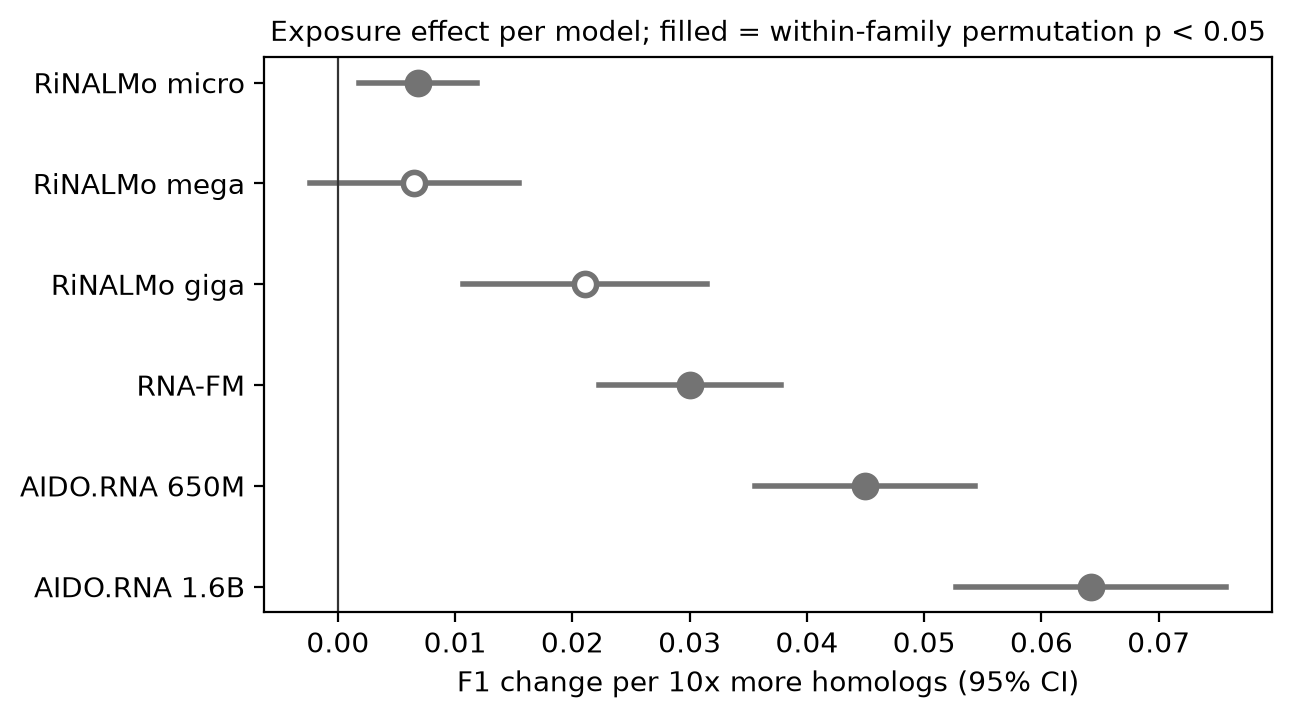 Exposure effect per model; filled = within-family permutation p < 0.05
RiNALMo micro
RiNALMo mega
RiNALMo giga
RNA-FM
AIDO.RNA 650M
AIDO.RNA 1.6B
0.00 0.01 0.02 0.03 0.04 0.05 0.06 0.07
F1 change per 10x more homologs (95% CI)